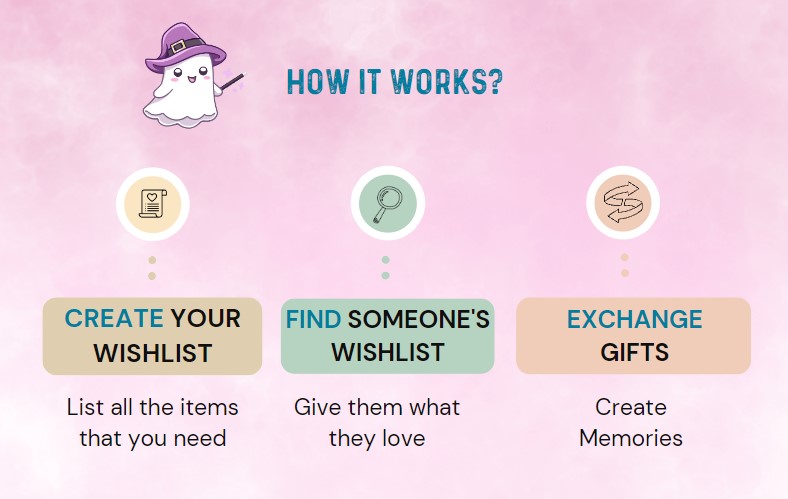 HOW IT WORKS?
CREATE YOUR
WISHLIST
List all the items
that you need
FIND SOMEONE'S
WISHLIST
Give them what
they love
EXCHANGE
GIFTS
Create
Memories